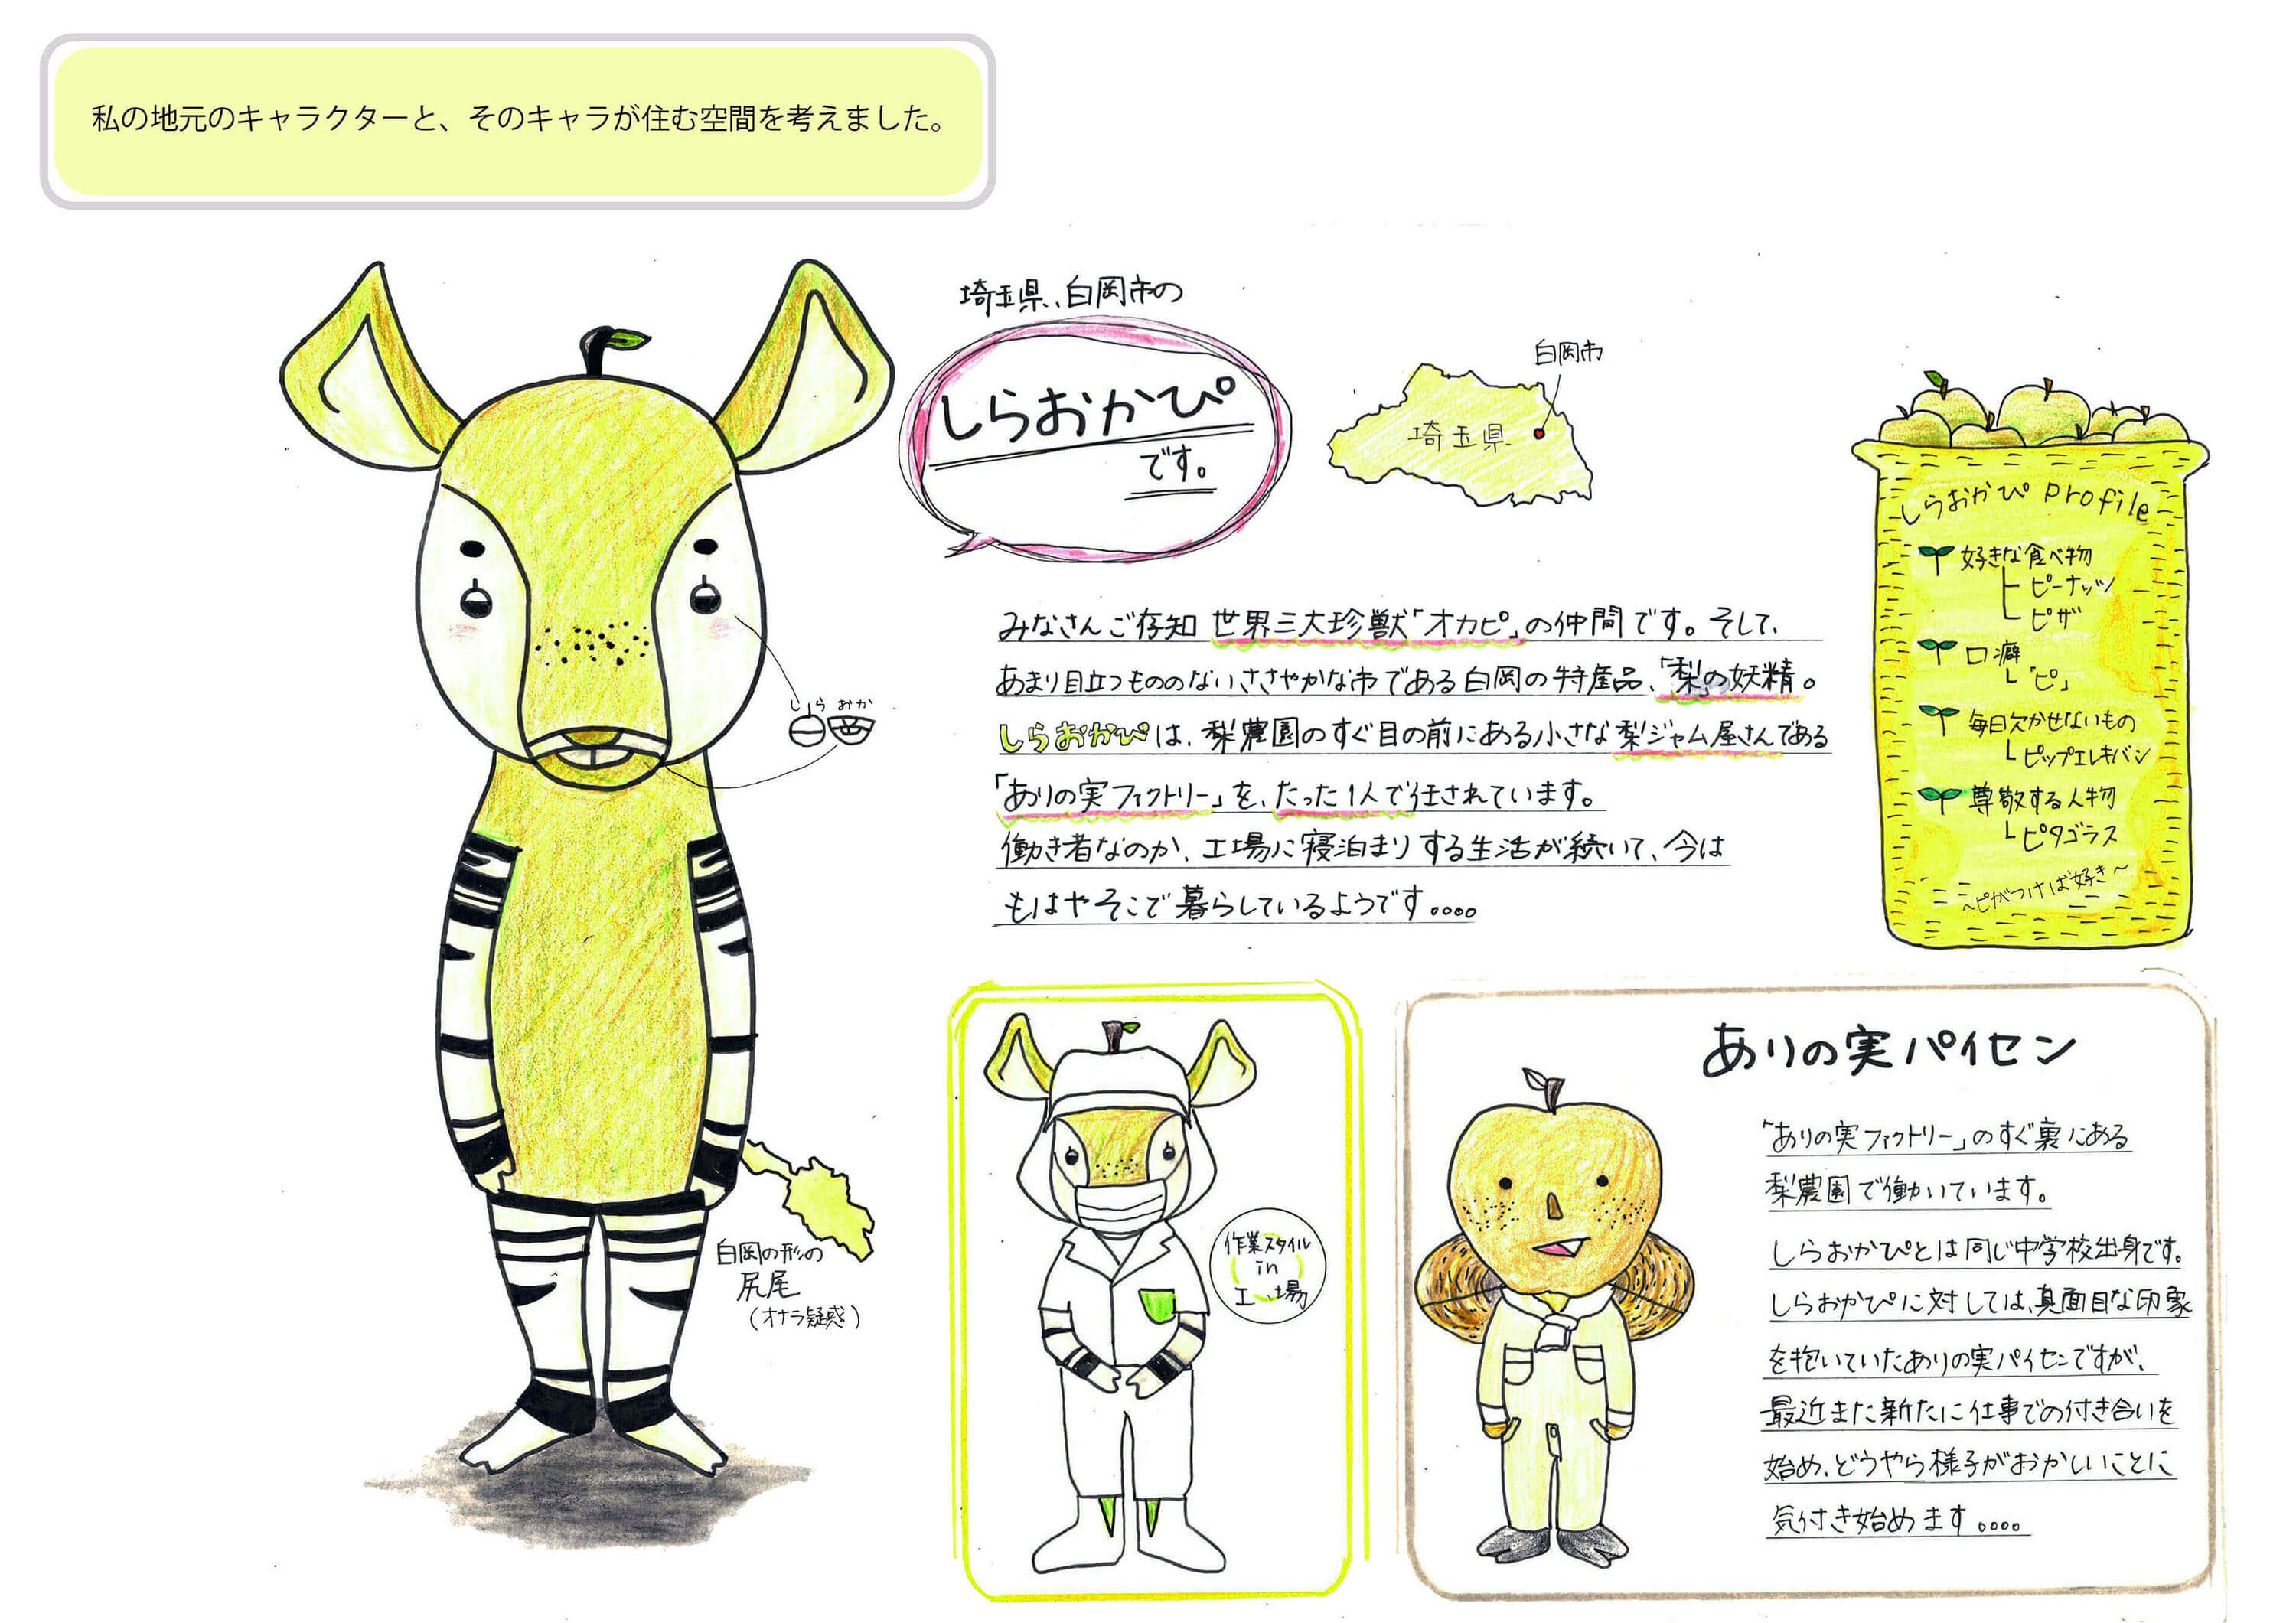 私の地元のキャラクターと、そのキャラが住む空間を考えました。
埼玉県、白岡市の
しらおかぴ
です。
白岡市
埼玉県
みなさんご存知 世界三大珍獣「オカピ」の仲間です。そして、
あまり目立つもののないささやかな市である白岡の特産品、「梨の妖精。
しらおかぴは、梨農園のすぐ目の前にある小さな梨ジャム屋さんである
「ありの実ファクトリー」を、たった1人で任されています。
働き者なのか、工場に寝泊まりする生活が続いて、今は
もはやそこで暮らしているようです。。。。
しらおかぴ profile
好きな食べ物
ピーナッツ
ピザ
口癖
「ピ」
毎日欠かせないもの
ピップエレキバン
尊敬する人物
ピタゴラス
~ピがつけば好き~
しら おか
白岡の形の
尻尾
(オナラ疑惑)
作業スタイル
in
工場
ありの実パイセン
「ありの実ファクトリー」のすぐ裏にある
梨農園で働いています。
しらおかぴとは同じ中学校出身です。
しらおかぴに対しては、真面目な印象
を抱いていたありの実パイセンですが、
最近また新たに仕事での付き合いを
始め、どうやら様子がおかしいことに
気付き始めます。。。。